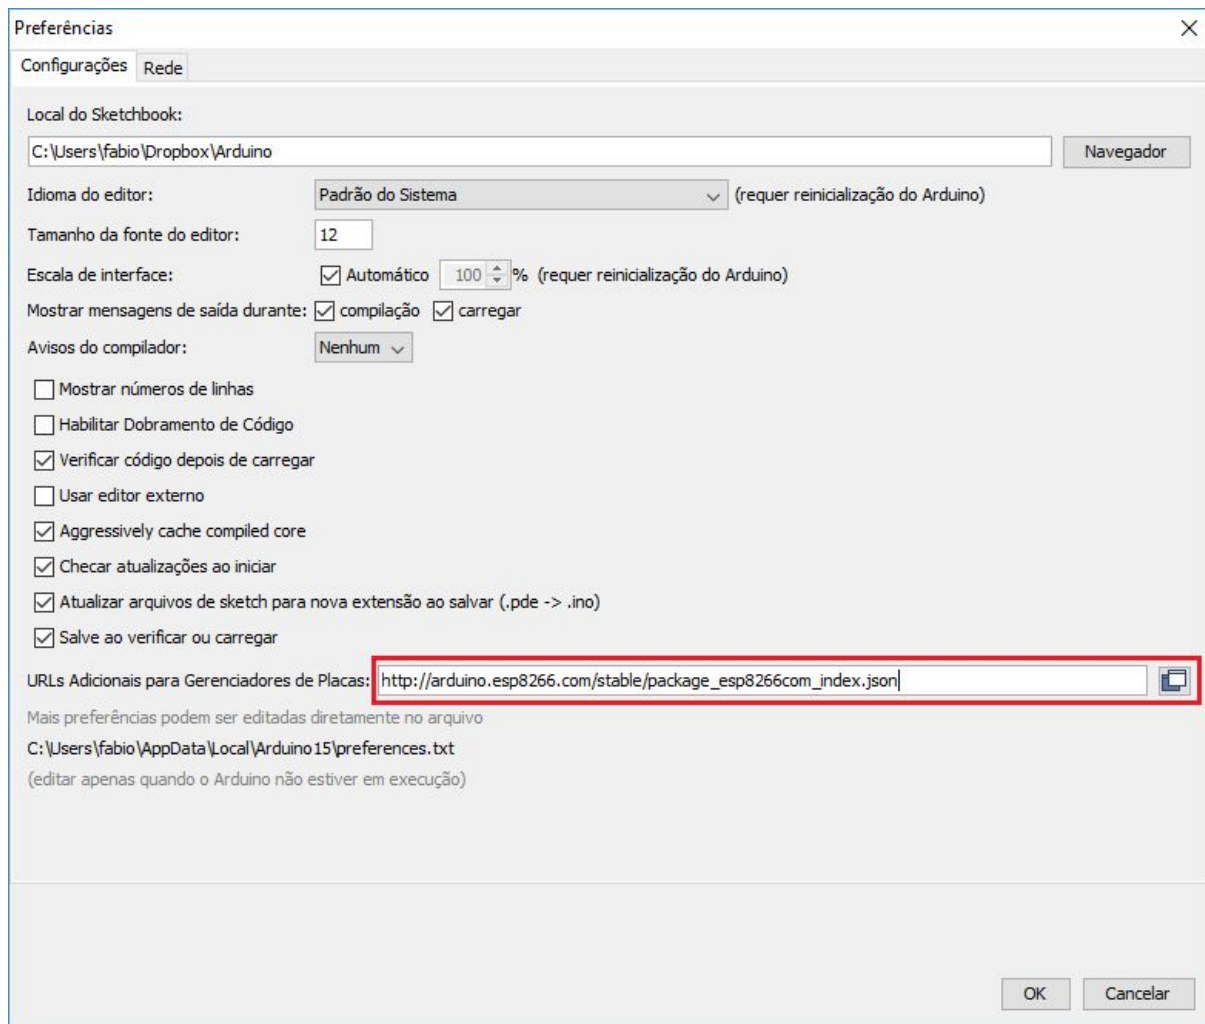 Preferências
Configurações Rede
Local do Sketchbook:
C:\Users\fabio\Dropbox\Arduino Navegador
Idioma do editor: Padrão do Sistema (requer reinicialização do Arduino)
Tamanho da fonte do editor: 12
Escala de interface: Automático 100 % (requer reinicialização do Arduino)
Mostrar mensagens de saída durante: compilação carregar
Avisos do compilador: Nenhum
Mostrar números de linhas
Habilitar Dobramento de Código
Verificar código depois de carregar
Usar editor externo
Aggressively cache compiled core
Checar atualizações ao iniciar
Atualizar arquivos de sketch para nova extensão ao salvar (.pde -> .ino)
Salve ao verificar ou carregar
URLs Adicionais para Gerenciadores de Placas: http://arduino.esp8266.com/stable/package_esp8266com_index.json
Mais preferências podem ser editadas diretamente no arquivo
C:\Users\fabio\AppData\Local\Arduino15\preferences.txt
(editar apenas quando o Arduino não estiver em execução)
OK Cancelar